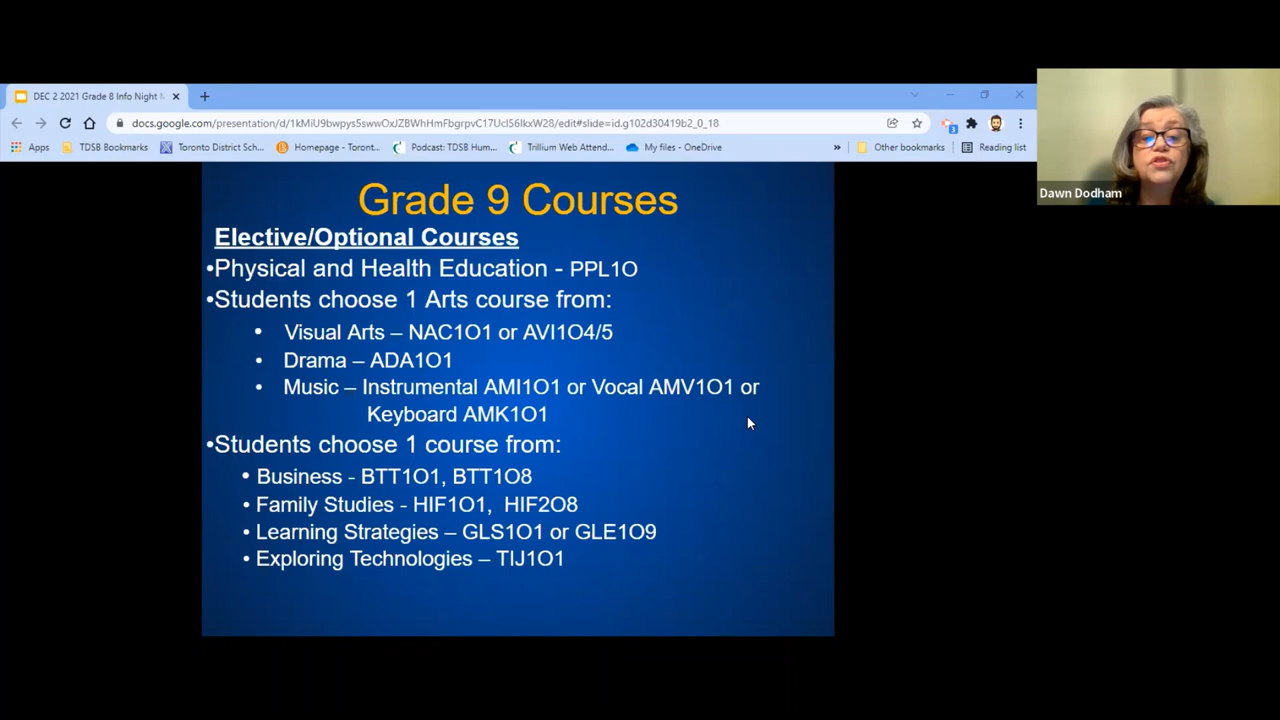 DEC 2 2021 Grade 8 Info Night
docs.google.com/presentation/d/1kMiU9bwpys5swwOxJZBWhHmFbgrpvC17UcI56IkxW28/edit#slide=id.g102d30419b2_0_18
3
Apps TDSB Bookmarks Toronto District Sch... Homepage - Toront... Podcast: TDSB Hum... Trillium Web Attend... My files - OneDrive » Other bookmarks Reading list
Dawn Dodham
Grade 9 Courses
Elective/Optional Courses
•Physical and Health Education - PPL1O
•Students choose 1 Arts course from:
• Visual Arts – NAC1O1 or AVI1O4/5
• Drama – ADA1O1
• Music – Instrumental AMI1O1 or Vocal AMV1O1 or
Keyboard AMK1O1
•Students choose 1 course from:
• Business - BTT1O1, BTT1O8
• Family Studies - HIF1O1, HIF2O8
• Learning Strategies – GLS1O1 or GLE1O9
• Exploring Technologies – TIJ1O1